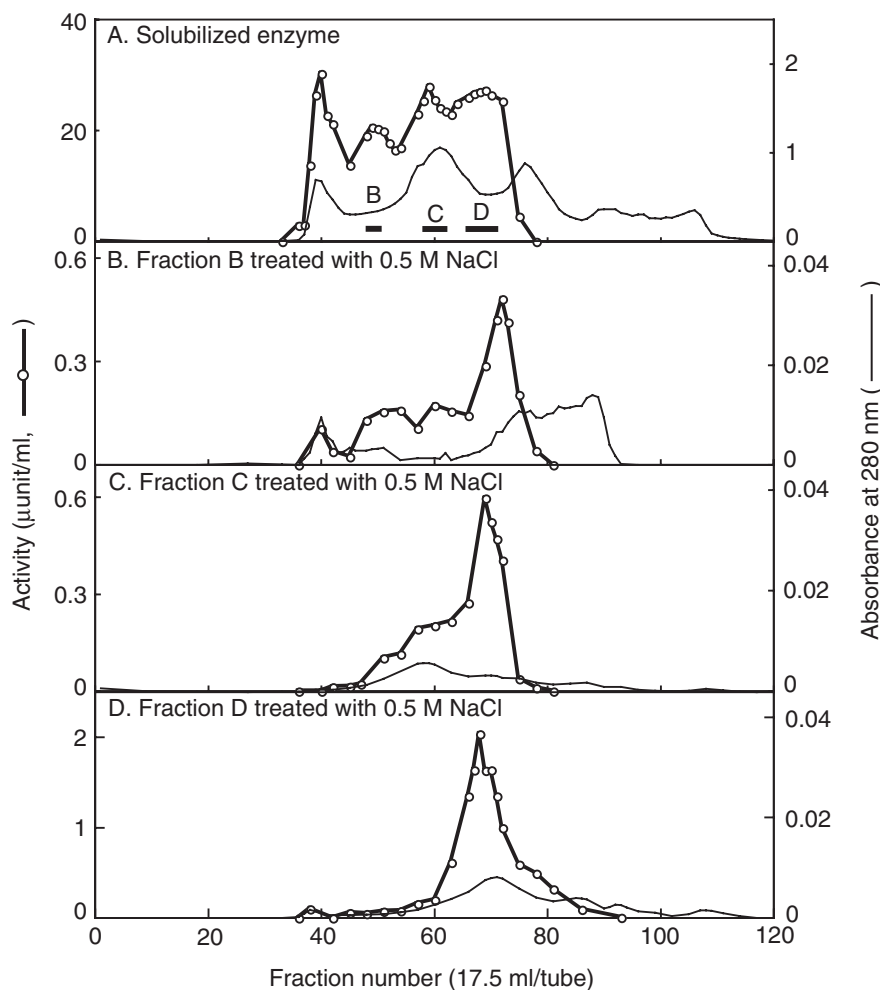 A. Solubilized enzyme
40
20
0
2
1
0
B
C
D
B. Fraction B treated with 0.5 M NaCl
0.6
0.3
0
0.04
0.02
0
C. Fraction C treated with 0.5 M NaCl
0.6
0.3
0
0.04
0.02
0
D. Fraction D treated with 0.5 M NaCl
2
1
0
0.04
0.02
0
0 20 40 60 80 100 120
Fraction number (17.5 ml/tube)
Activity (μunit/ml, )
Absorbance at 280 nm ( )